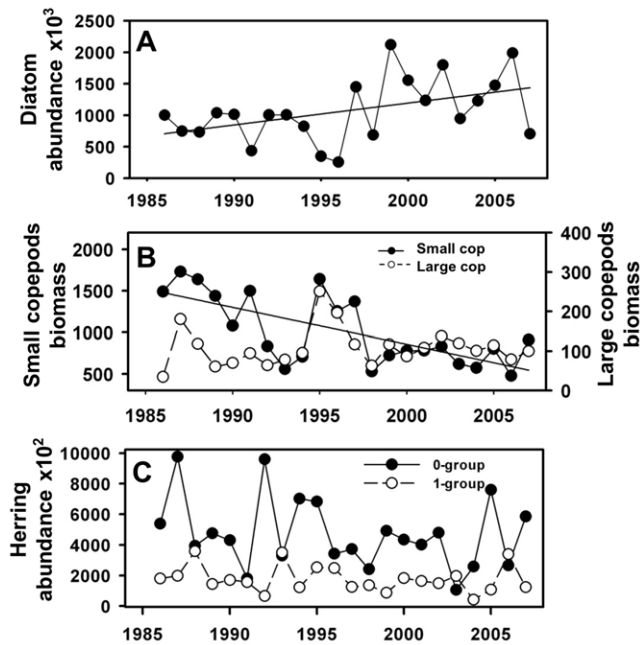 A
Diatom
abundance x10³
2500
2000
1500
1000
500
0
1985 1990 1995 2000 2005
B
Small copepods
biomass
2000
1500
1000
500
Small cop
Large cop
400
300
200
100
0
Large copepods
biomass
1985 1990 1995 2000 2005
C
Herring
abundance x10²
10000
8000
6000
4000
2000
0
0-group
1-group
1985 1990 1995 2000 2005